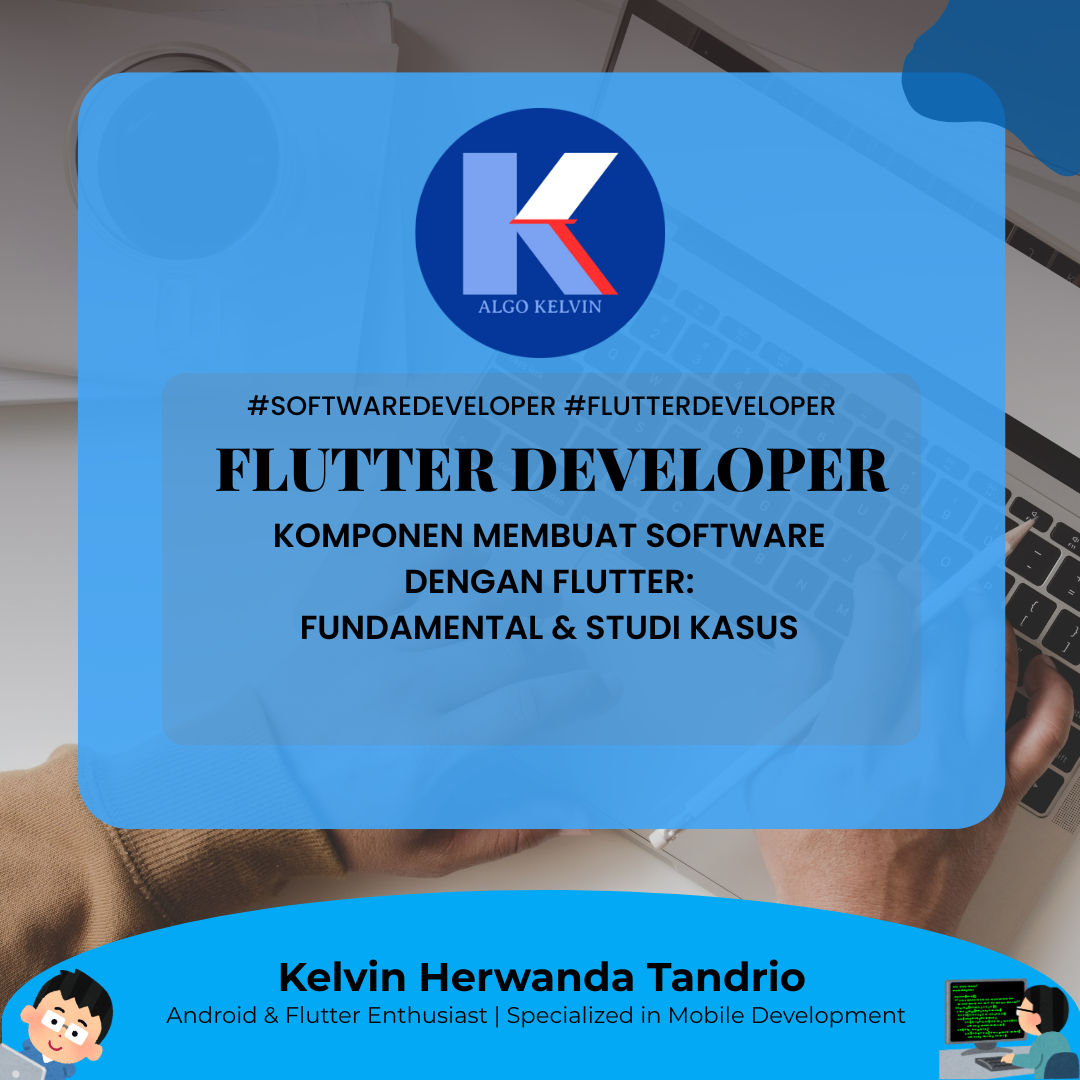 ALGO KELVIN
#SOFTWAREDEVELOPER #FLUTTERDEVELOPER
FLUTTER DEVELOPER
KOMPONEN MEMBUAT SOFTWARE
DENGAN FLUTTER:
FUNDAMENTAL & STUDI KASUS
Kelvin Herwanda Tandrio
Android & Flutter Enthusiast | Specialized in Mobile Development